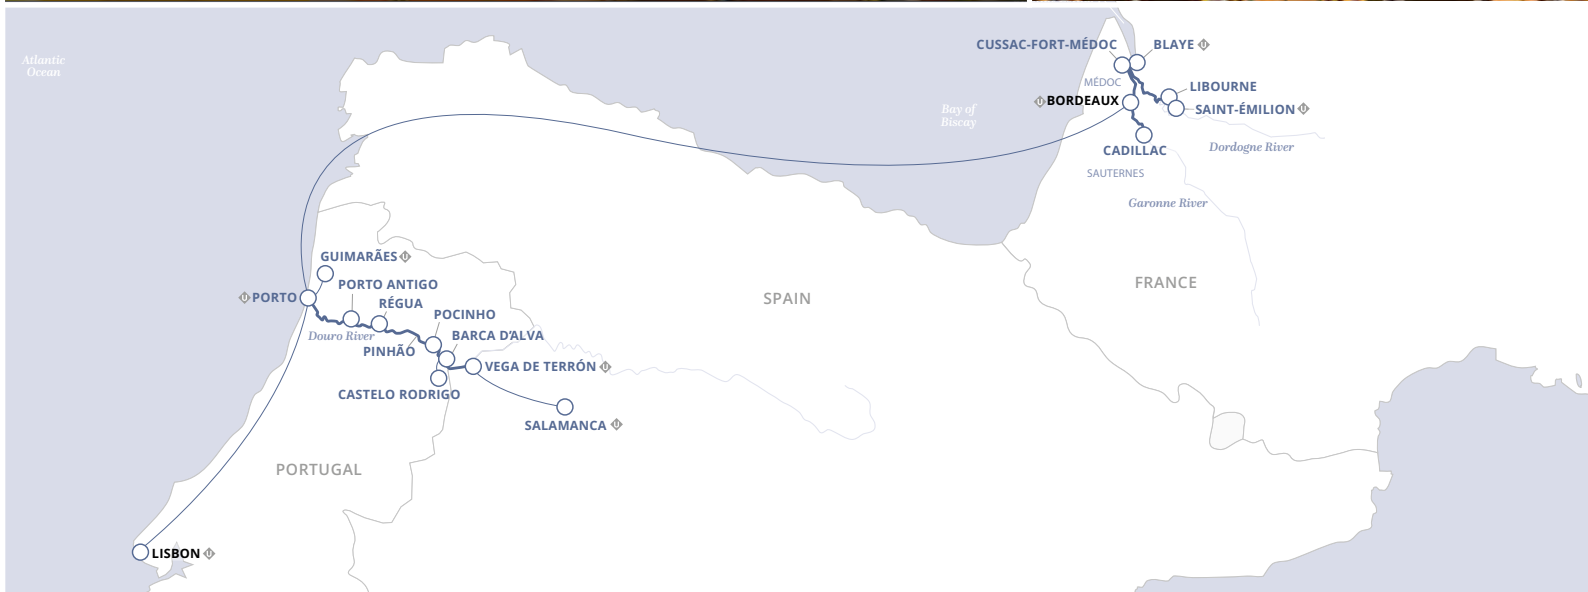 Atlantic
Ocean
CUSSAC-FORT-MÉDOC
BLAYE U
MÉDOC
LIBOURNE
U BORDEAUX
SAINT-ÉMILION U
Bay of
Biscay
CADILLAC
Dordogne River
SAUTERNES
Garonne River
GUIMARÃES U
PORTO ANTIGO
U PORTO
RÉGUA
SPAIN
FRANCE
POCINHO
Douro River
BARCA D'ALVA
PINHÃO
VEGA DE TERRÓN U
CASTELO RODRIGO
SALAMANCA U
PORTUGAL
LISBON U